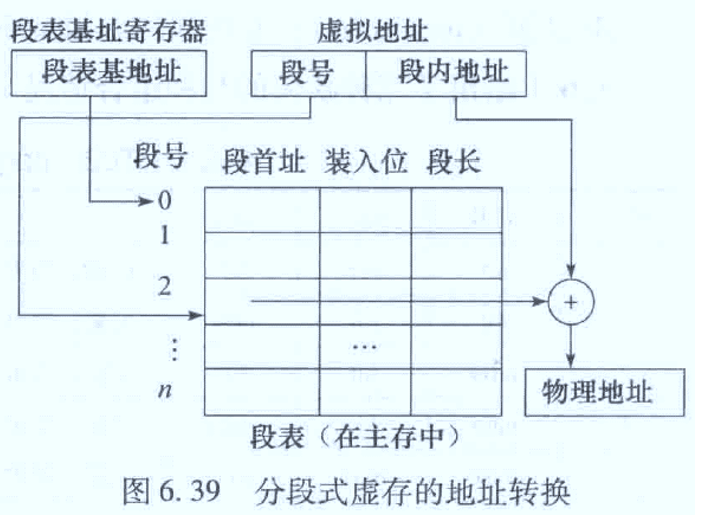 段表基址寄存器
虚拟地址
段表基地址
段号 段内地址
段号
段首址 装入位 段长
0
1
2
+
⋮
…
n
物理地址
段表（在主存中）
图 6.39 分段式虚存的地址转换